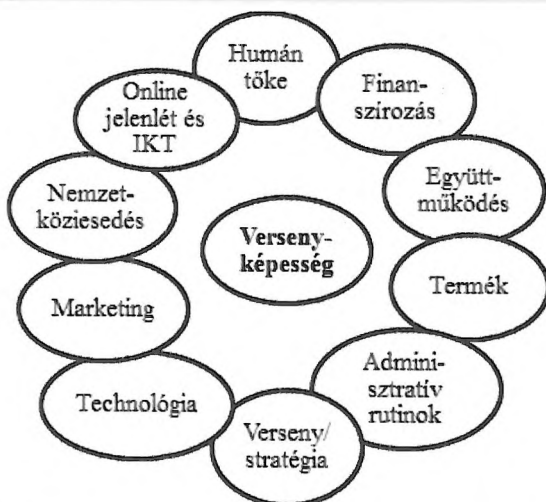 Humán
tőke
Finan-
szírozás
Együtt-
működés
Termék
Admini-
sztratív
rutinok
Verseny/
stratégia
Technológia
Marketing
Nemzet-
köziesedés
Online
jelenlét és
IKT
Verseny-
képesség